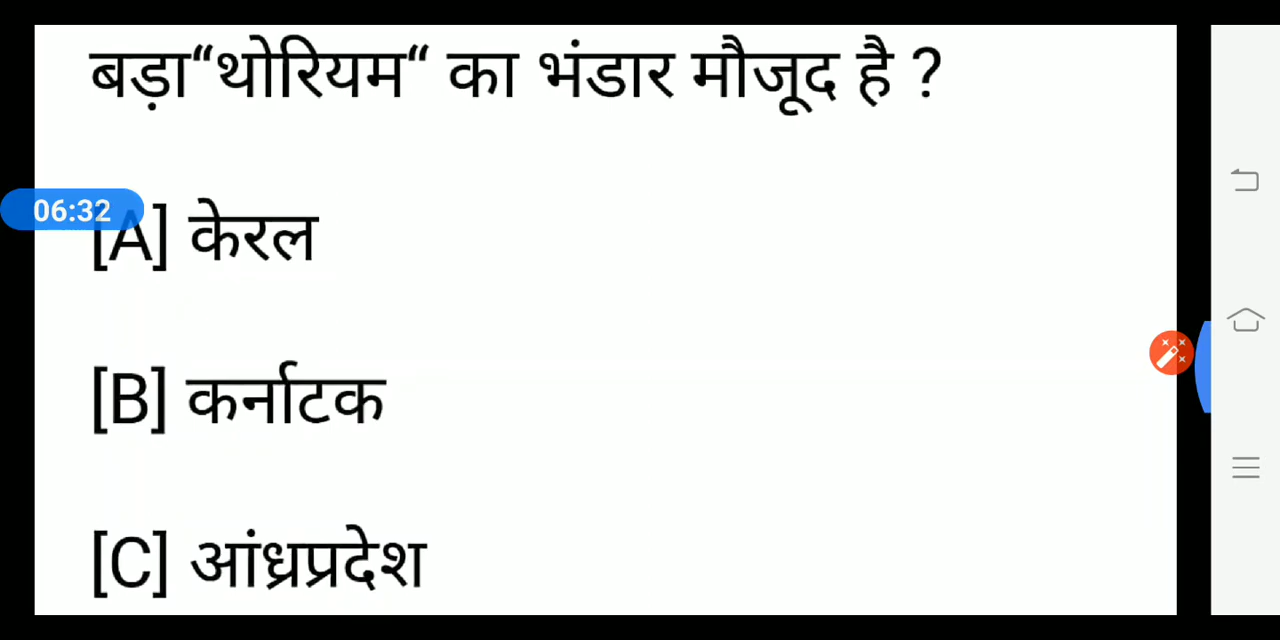 बड़ा“थोरियम“ का भंडार मौजूद है ?
06:32
[A] केरल
[B] कर्नाटक
[C] आंध्रप्रदेश